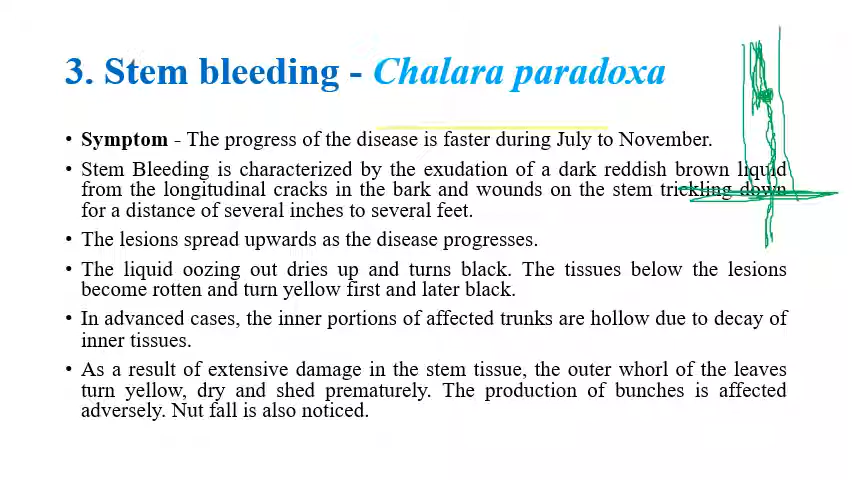 3. Stem bleeding - Chalara paradoxa
• Symptom - The progress of the disease is faster during July to November.
• Stem Bleeding is characterized by the exudation of a dark reddish brown liquid
from the longitudinal cracks in the bark and wounds on the stem trickling down
for a distance of several inches to several feet.
• The lesions spread upwards as the disease progresses.
• The liquid oozing out dries up and turns black. The tissues below the lesions
become rotten and turn yellow first and later black.
• In advanced cases, the inner portions of affected trunks are hollow due to decay of
inner tissues.
• As a result of extensive damage in the stem tissue, the outer whorl of the leaves
turn yellow, dry and shed prematurely. The production of bunches is affected
adversely. Nut fall is also noticed.